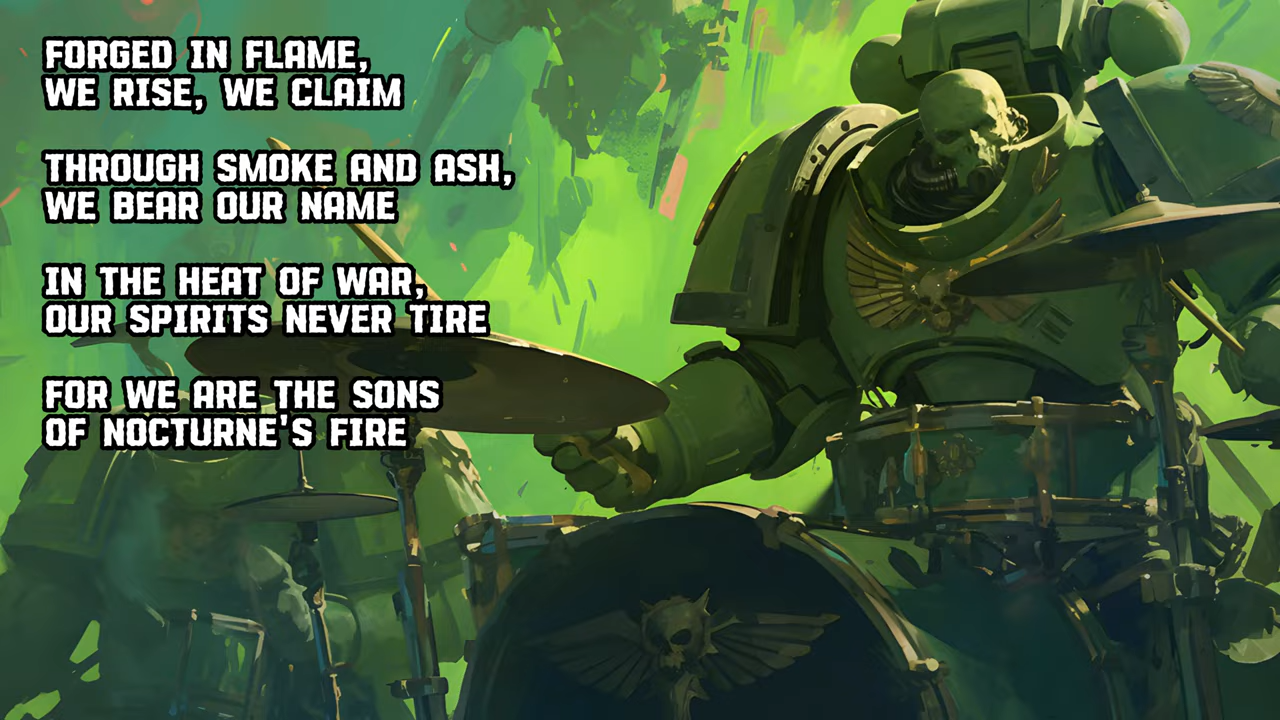 FORGED IN FLAME,
WE RISE, WE CLAIM
THROUGH SMOKE AND ASH,
WE BEAR OUR NAME
IN THE HEAT OF WAR,
OUR SPIRITS NEVER TIRE
FOR WE ARE THE SONS
OF NOCTURNE'S FIRE